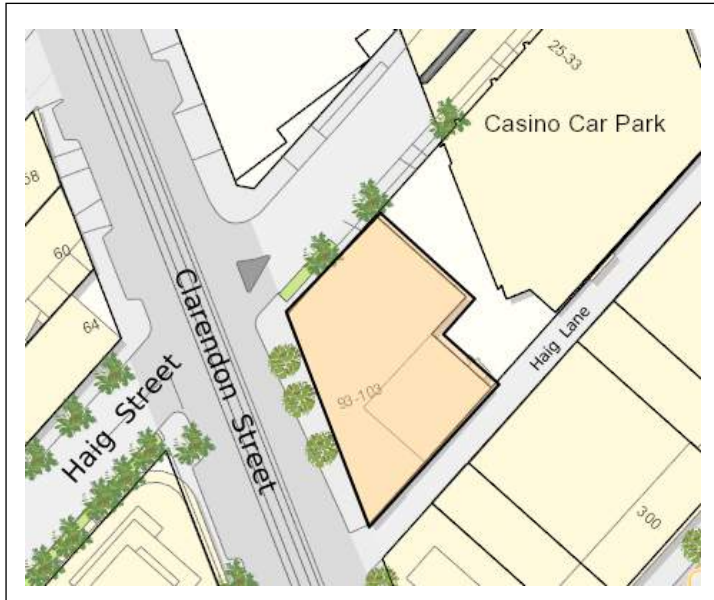 25-33
Casino Car Park
58
60
64
Clarendon Street
Haig Street
Haig Lane
93-103
300